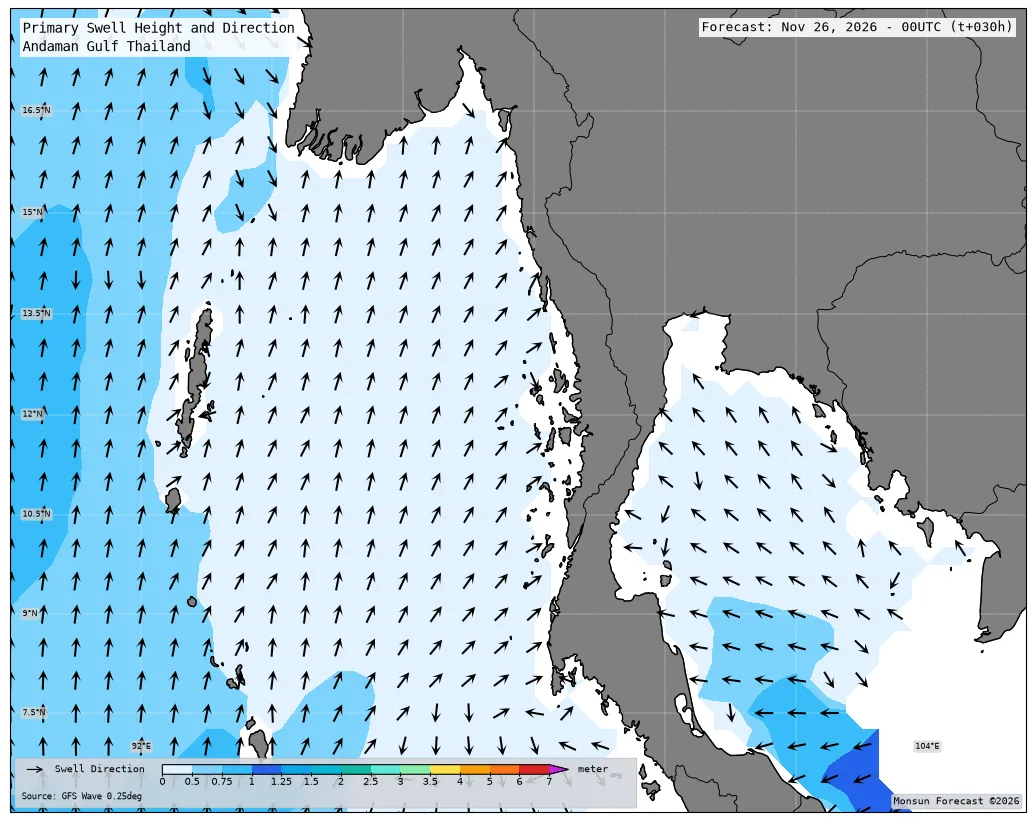 Primary Swell Height and Direction
Andaman Gulf Thailand
Forecast: Nov 26, 2026 - 00UTC (t+030h)
16.5°N
15°N
13.5°N
12°N
10.5°N
9°N
7.5°N
92°E
104°E
Swell Direction
0 0.5 0.75 1 1.25 1.5 2 2.5 3 3.5 4 5 6 7
meter
Source: GFS Wave 0.25deg
Monsun Forecast ©2026